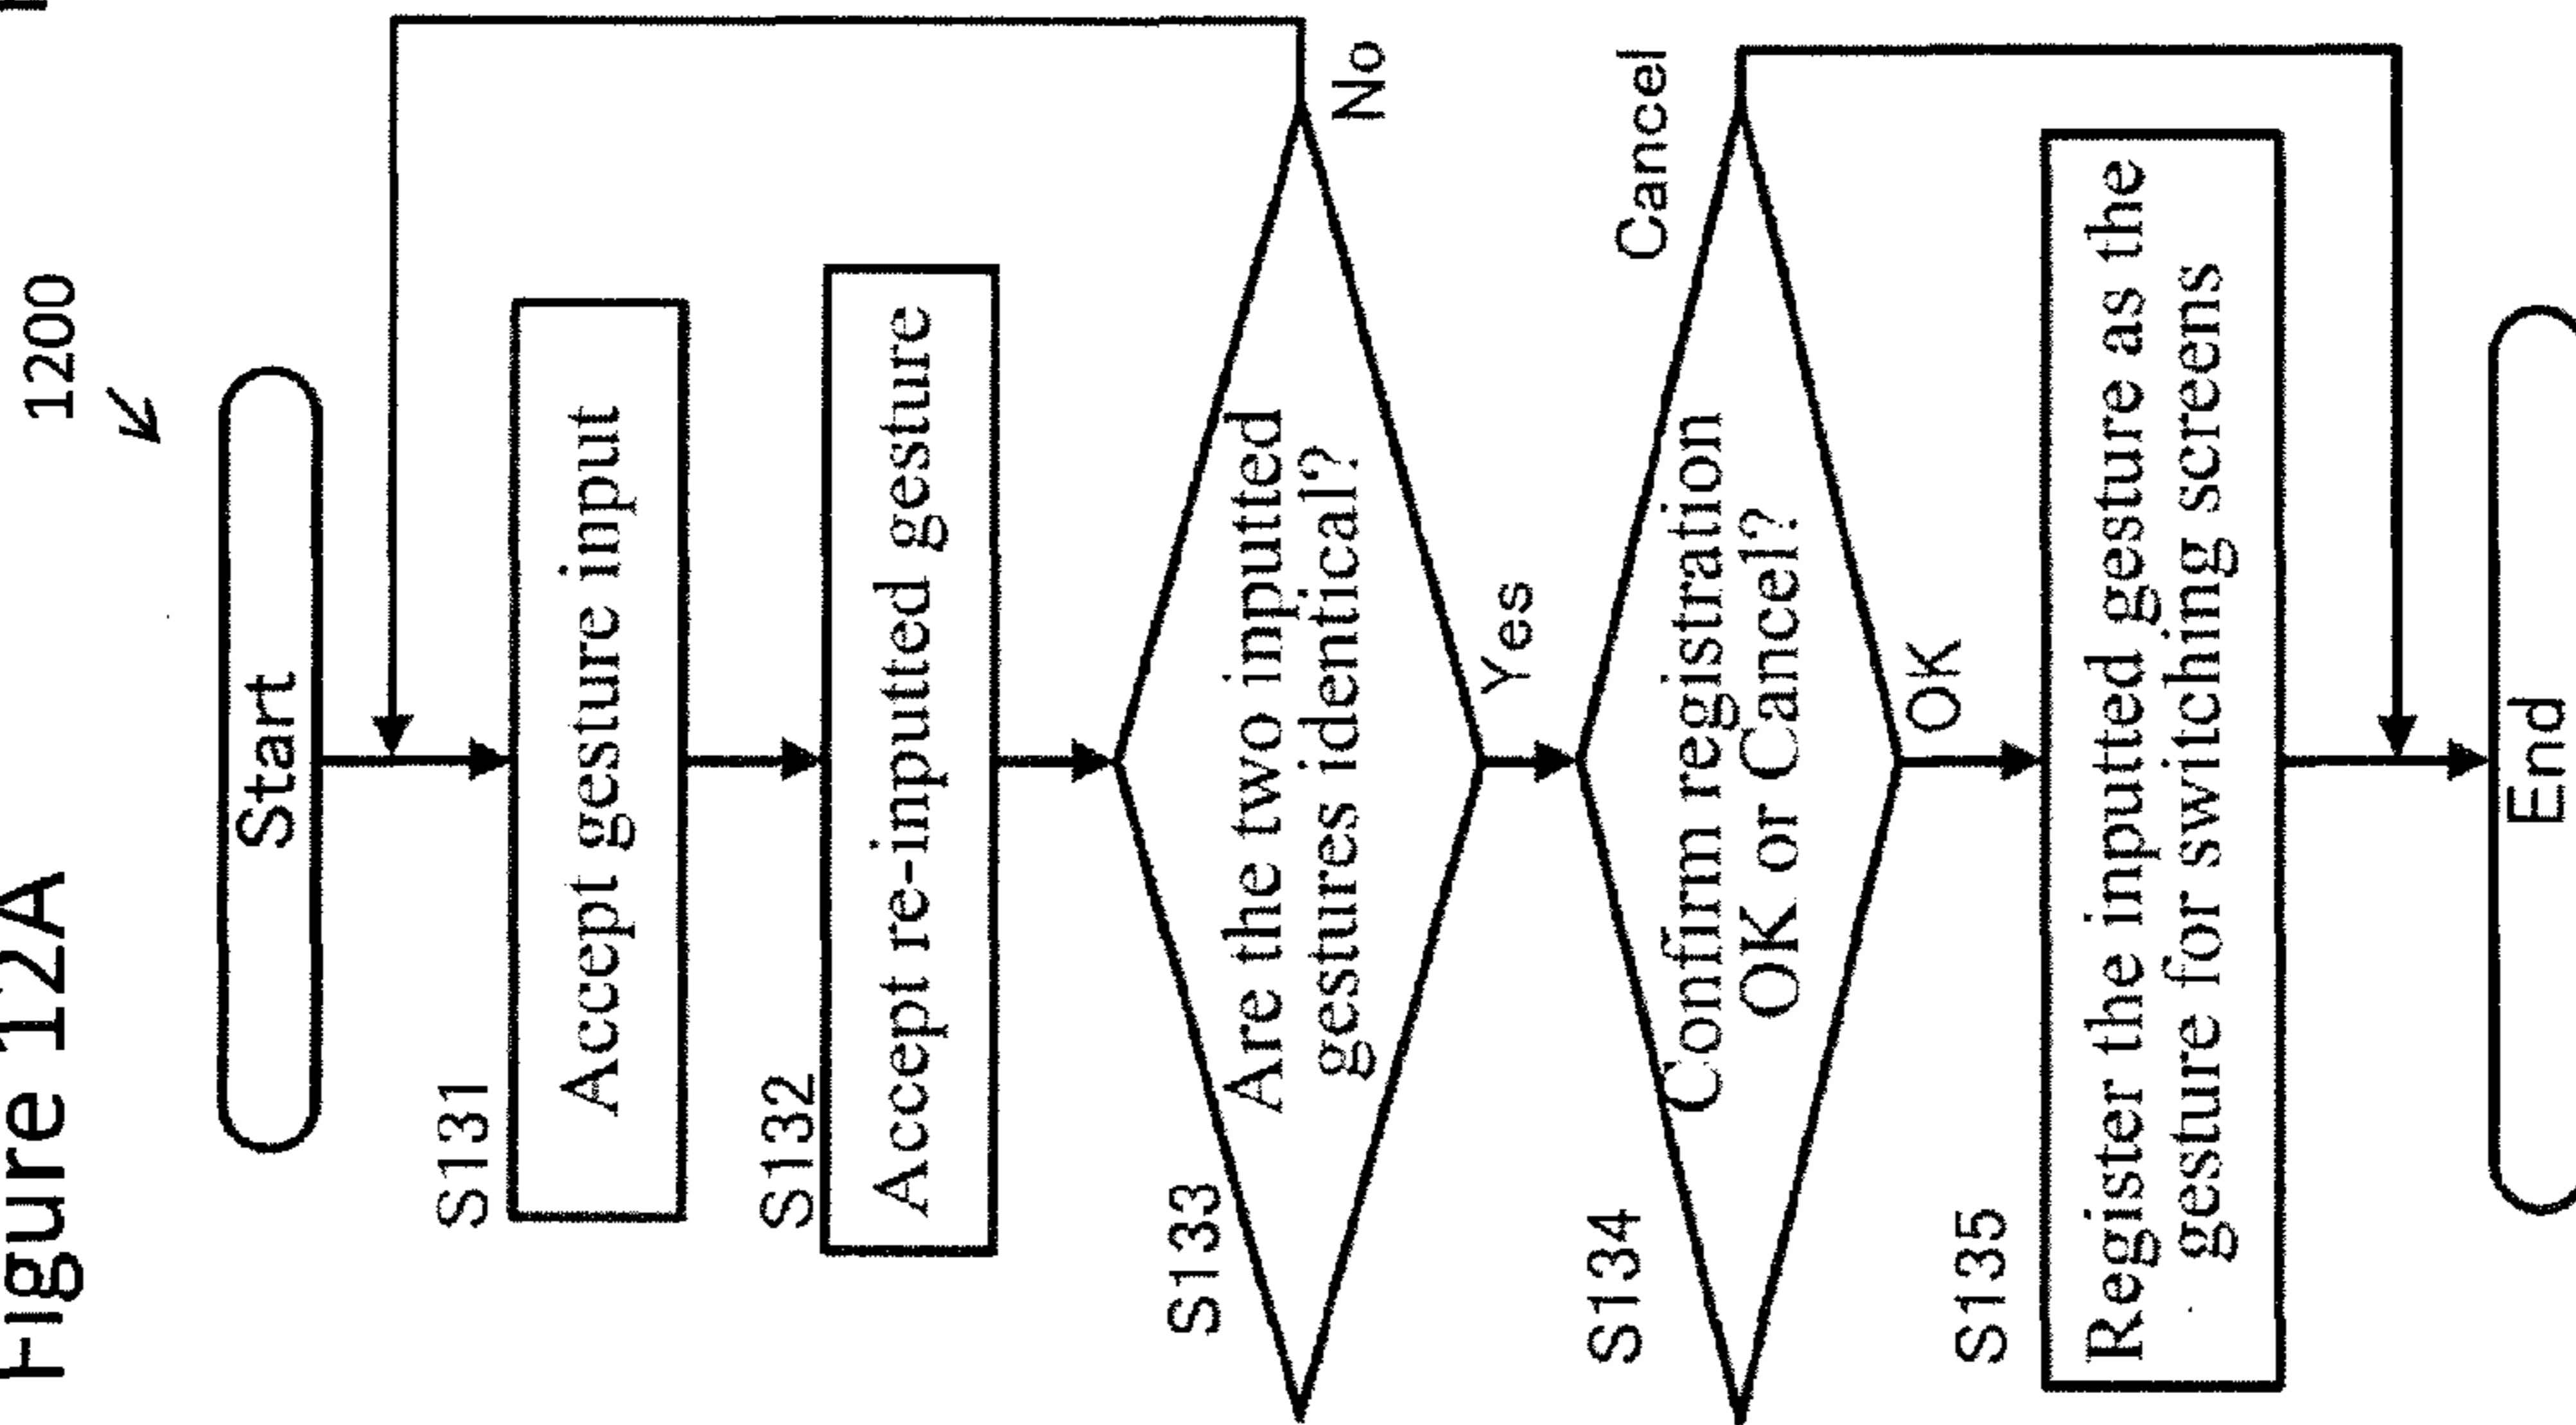 Figure 12A
1200
Start
S131
Accept gesture input
S132
Accept re-inputted gesture
S133
Are the two inputted
gestures identical?
No
Yes
S134
Confirm registration
OK or Cancel?
Cancel
OK
S135
Register the inputted gesture as the
gesture for switching screens
End